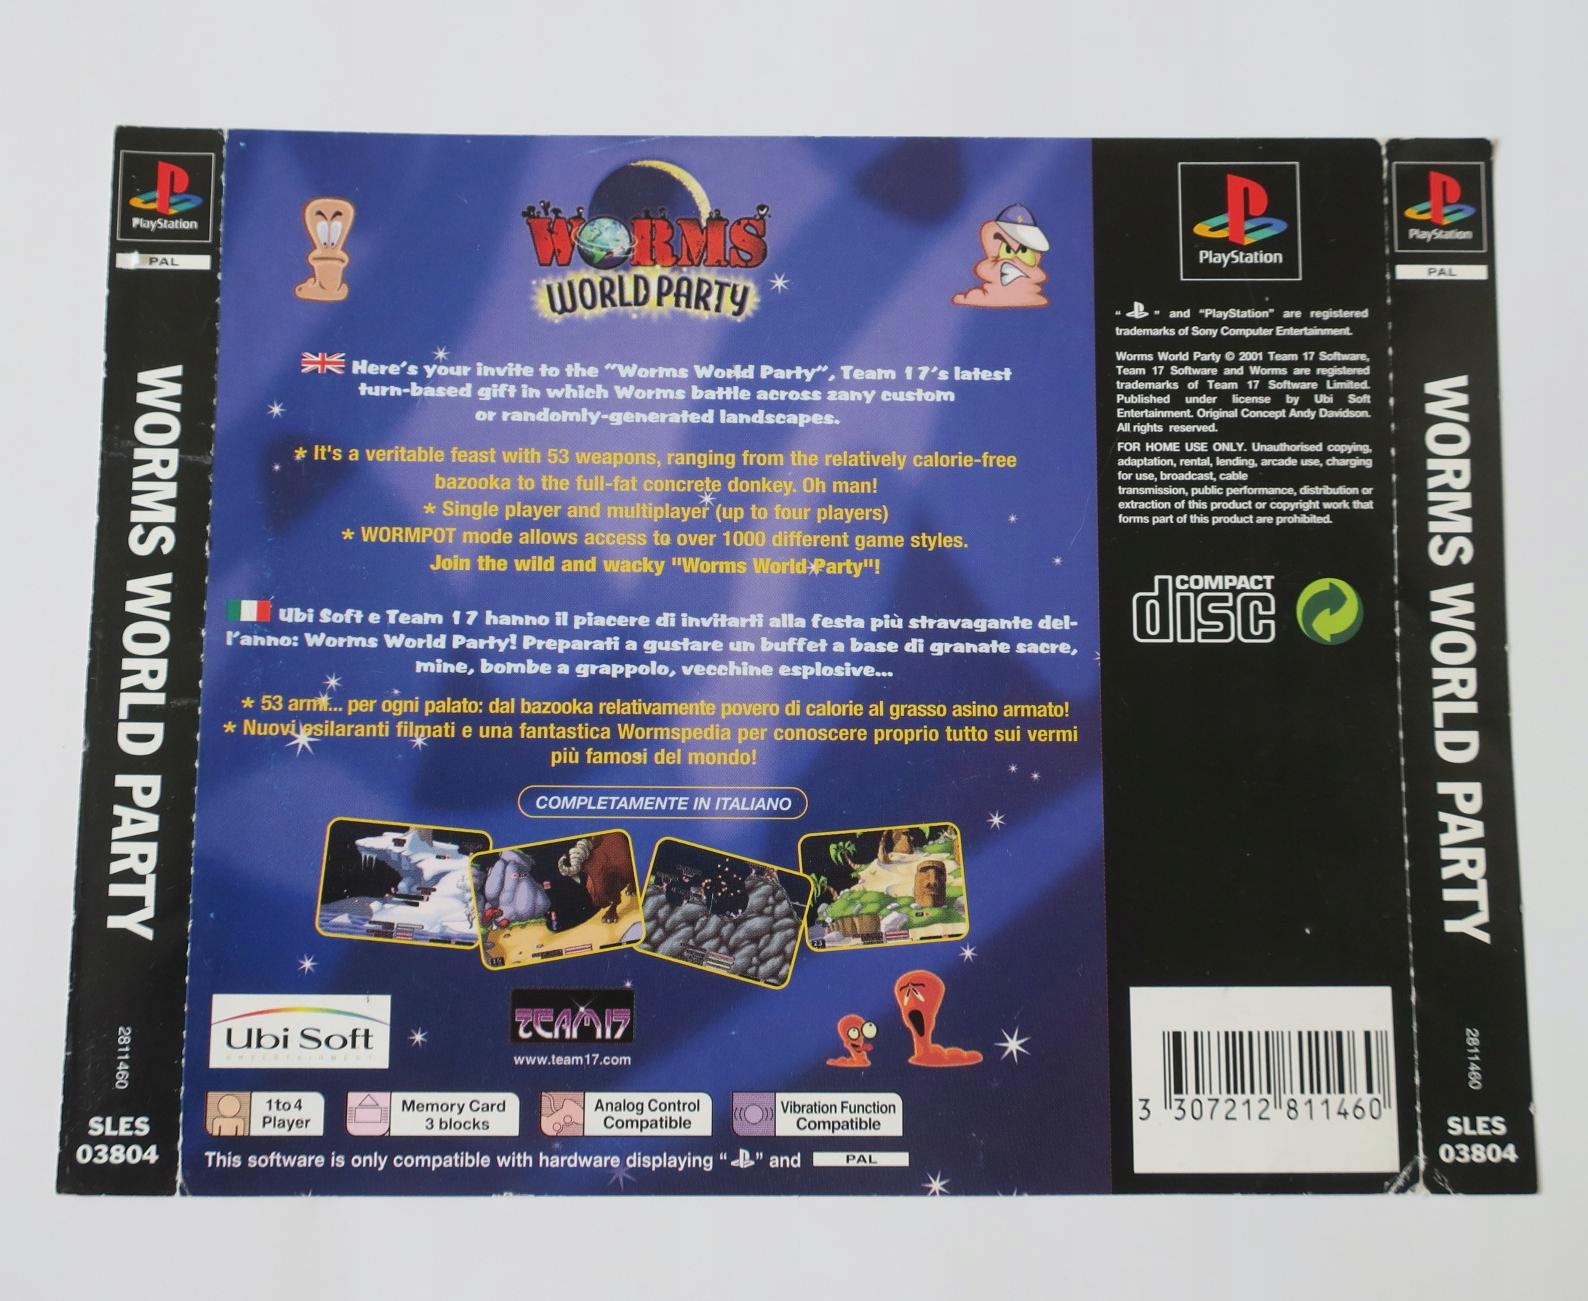 PlayStation
PAL
WORMS WORLD PARTY
2811460
SLES
03804
WORMS
WORLD PARTY
Here's your invite to the "Worms World Party", Team 17's latest
turn-based gift in which Worms battle across zany custom
or randomly-generated landscapes.
* It's a veritable feast with 53 weapons, ranging from the relatively calorie-free
bazooka to the full-fat concrete donkey. Oh man!
* Single player and multiplayer (up to four players)
* WORMPOT mode allows access to over 1000 different game styles.
Join the wild and wacky "Worms World Party"!
Ubi Soft e Team 17 hanno il piacere di invitarti alla festa più stravagante del-
l'anno: Worms World Party! Preparati a gustare un buffet a base di granate sacre,
mine, bombe a grappolo, vecchine esplosive...
* 53 armi... per ogni palato: dal bazooka relativamente povero di calorie al grasso asino armato!
* Nuovi esilaranti filmati e una fantastica Wormspedia per conoscere proprio tutto sui vermi
più famosi del mondo!
COMPLETAMENTE IN ITALIANO
Ubi Soft
ENTERTAINMENT
TEAM17
www.team17.com
1 to 4
Player
Memory Card
3 blocks
Analog Control
Compatible
Vibration Function
Compatible
This software is only compatible with hardware displaying " " and PAL
PlayStation
" " and "PlayStation" are registered
trademarks of Sony Computer Entertainment.
Worms World Party © 2001 Team 17 Software,
Team 17 Software and Worms are registered
trademarks of Team 17 Software Limited.
Published under license by Ubi Soft
Entertainment. Original Concept Andy Davidson.
All rights reserved.
FOR HOME USE ONLY. Unauthorised copying,
adaptation, rental, lending, arcade use, charging
for use, broadcast, cable
transmission, public performance, distribution or
extraction of this product or copyright work that
forms part of this product are prohibited.
COMPACT
disc
3 307212 811460
PlayStation
PAL
WORMS WORLD PARTY
2811460
SLES
03804